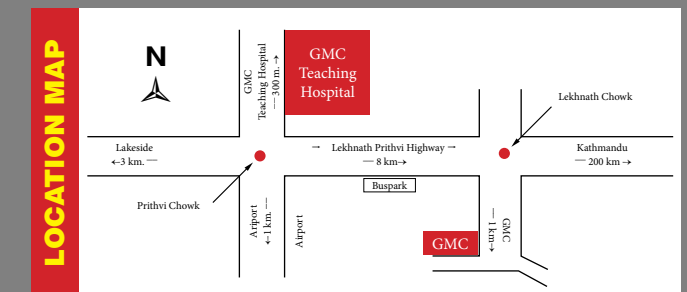 LOCATION MAP
N
GMC
Teaching Hospital
300 m.
GMC
Teaching
Hospital
Lekhnath Chowk
Lakeside
3 km.
Lekhnath Prithvi Highway
8 km
Kathmandu
200 km
Prithvi Chowk
Buspark
Ariport
1 km.
Airport
GMC
GMC
1 km